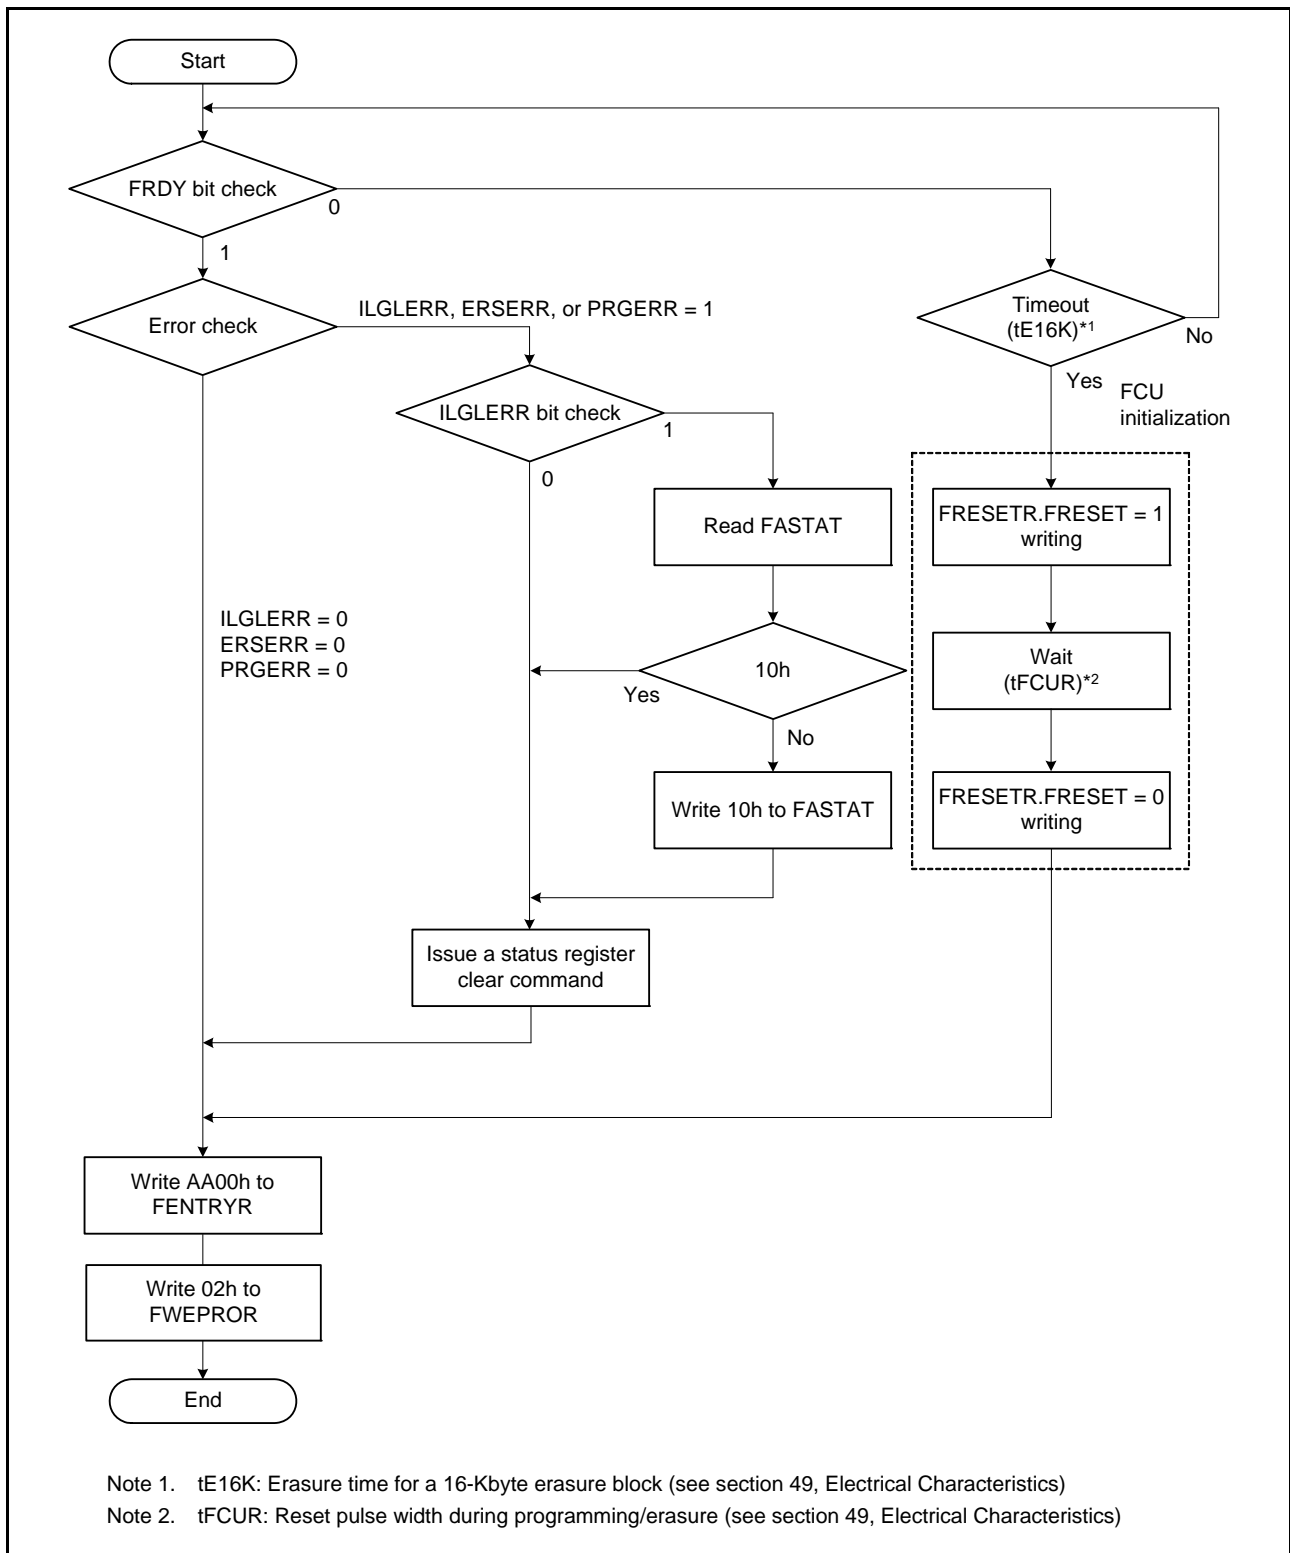 Start
FRDY bit check
0
1
Error check
ILGLERR, ERSERR, or PRGERR = 1
Timeout
(tE16K)*1
No
Yes
FCU
initialization
ILGLERR bit check
1
0
Read FASTAT
FRESETR.FRESET = 1
writing
ILGLERR = 0
ERSERR = 0
PRGERR = 0
10h
Yes
No
Wait
(tFCUR)*2
Write 10h to FASTAT
FRESETR.FRESET = 0
writing
Issue a status register
clear command
Write AA00h to
FENTRYR
Write 02h to
FWEPROR
End
Note 1. tE16K: Erasure time for a 16-Kbyte erasure block (see section 49, Electrical Characteristics)
Note 2. tFCUR: Reset pulse width during programming/erasure (see section 49, Electrical Characteristics)